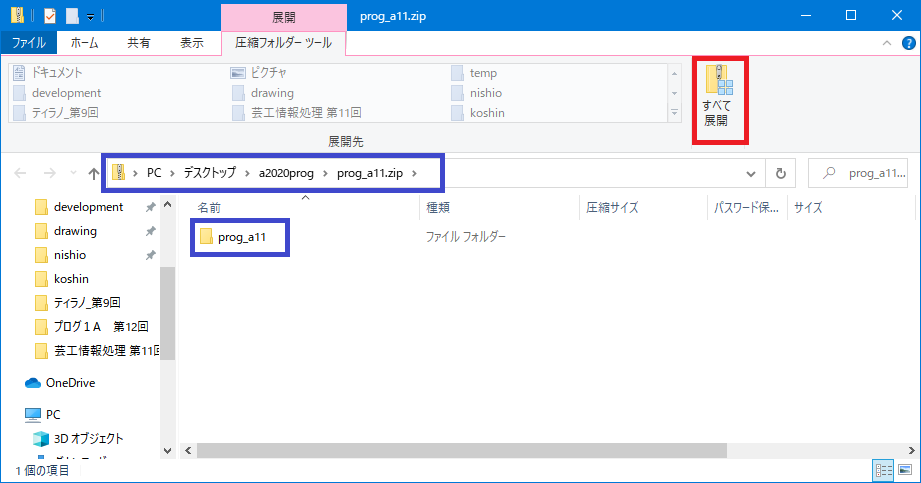 展開
prog_a11.zip
ファイル
ホーム
共有
表示
圧縮フォルダー ツール
ドキュメント
ピクチャ
temp
development
drawing
nishio
ティラノ_第9回
芸工情報処理 第11回
koshin
すべて
展開
展開先
PC
デスクトップ
a2020prog
prog_a11.zip
prog_a11...
名前
種類
圧縮サイズ
パスワード保...
サイズ
prog_a11
ファイル フォルダー
development
drawing
nishio
koshin
ティラノ_第9回
プログ1A　第12回
芸工情報処理 第11回
OneDrive
PC
3D オブジェクト
1 個の項目